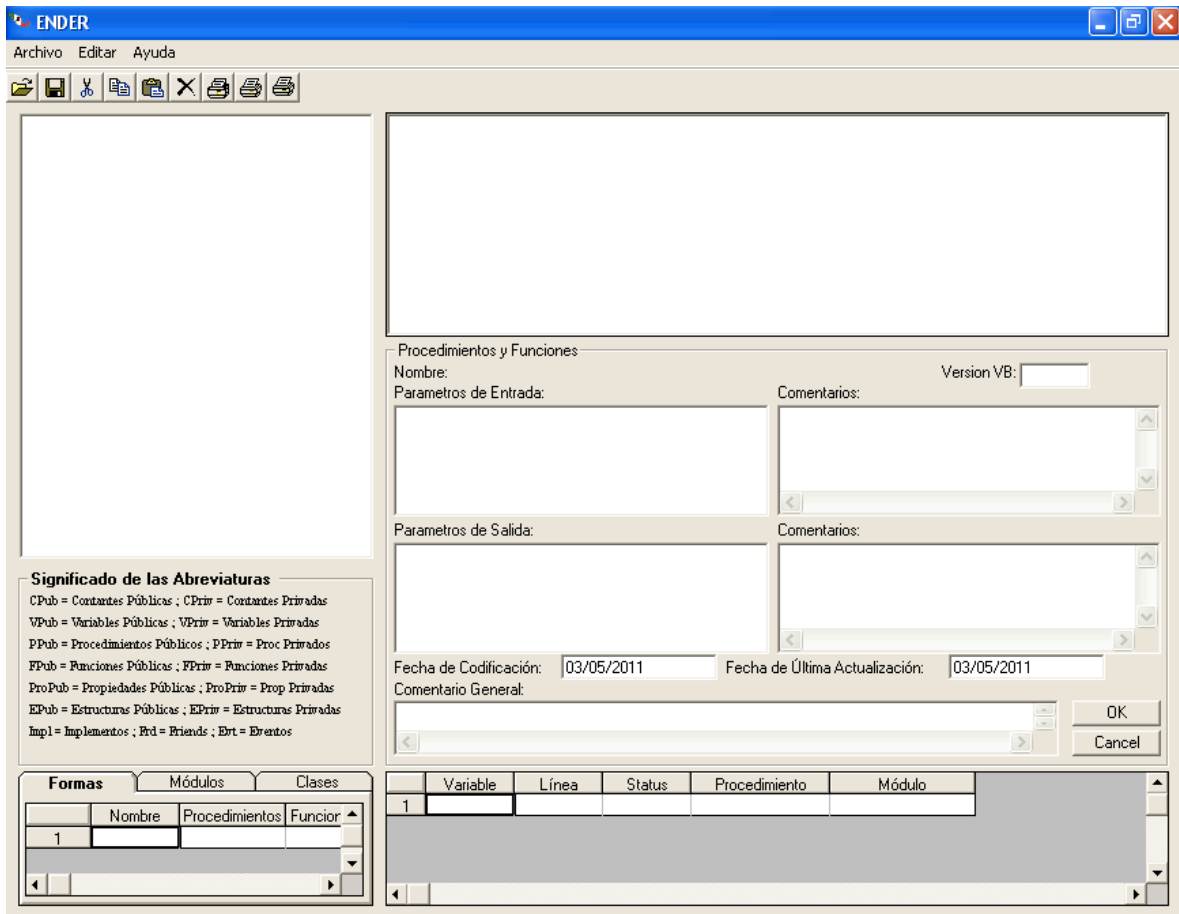 ENDER
Archivo Editar Ayuda
Procedimientos y Funciones
Nombre: Version VB:
Parametros de Entrada: Comentarios:
Parametros de Salida: Comentarios:
Fecha de Codificación: 03/05/2011 Fecha de Última Actualización: 03/05/2011
Comentario General:
OK
Cancel
Significado de las Abreviaturas
CPub = Contantes Públicas ; CPriv = Contantes Privadas
VPub = Variables Públicas ; VPriv = Variables Privadas
PPub = Procedimientos Públicos ; PPriv = Proc Privados
FPub = Funciones Públicas ; FPriv = Funciones Privadas
ProPub = Propiedades Públicas ; ProPriv = Prop Privadas
EPub = Estructuras Públicas ; EPriv = Estructuras Privadas
Impl = Implementos ; Frd = Friends ; Evt = Eventos
Formas Módulos Clases
Nombre Procedimientos Funcior
1
Variable Línea Status Procedimiento Módulo
1